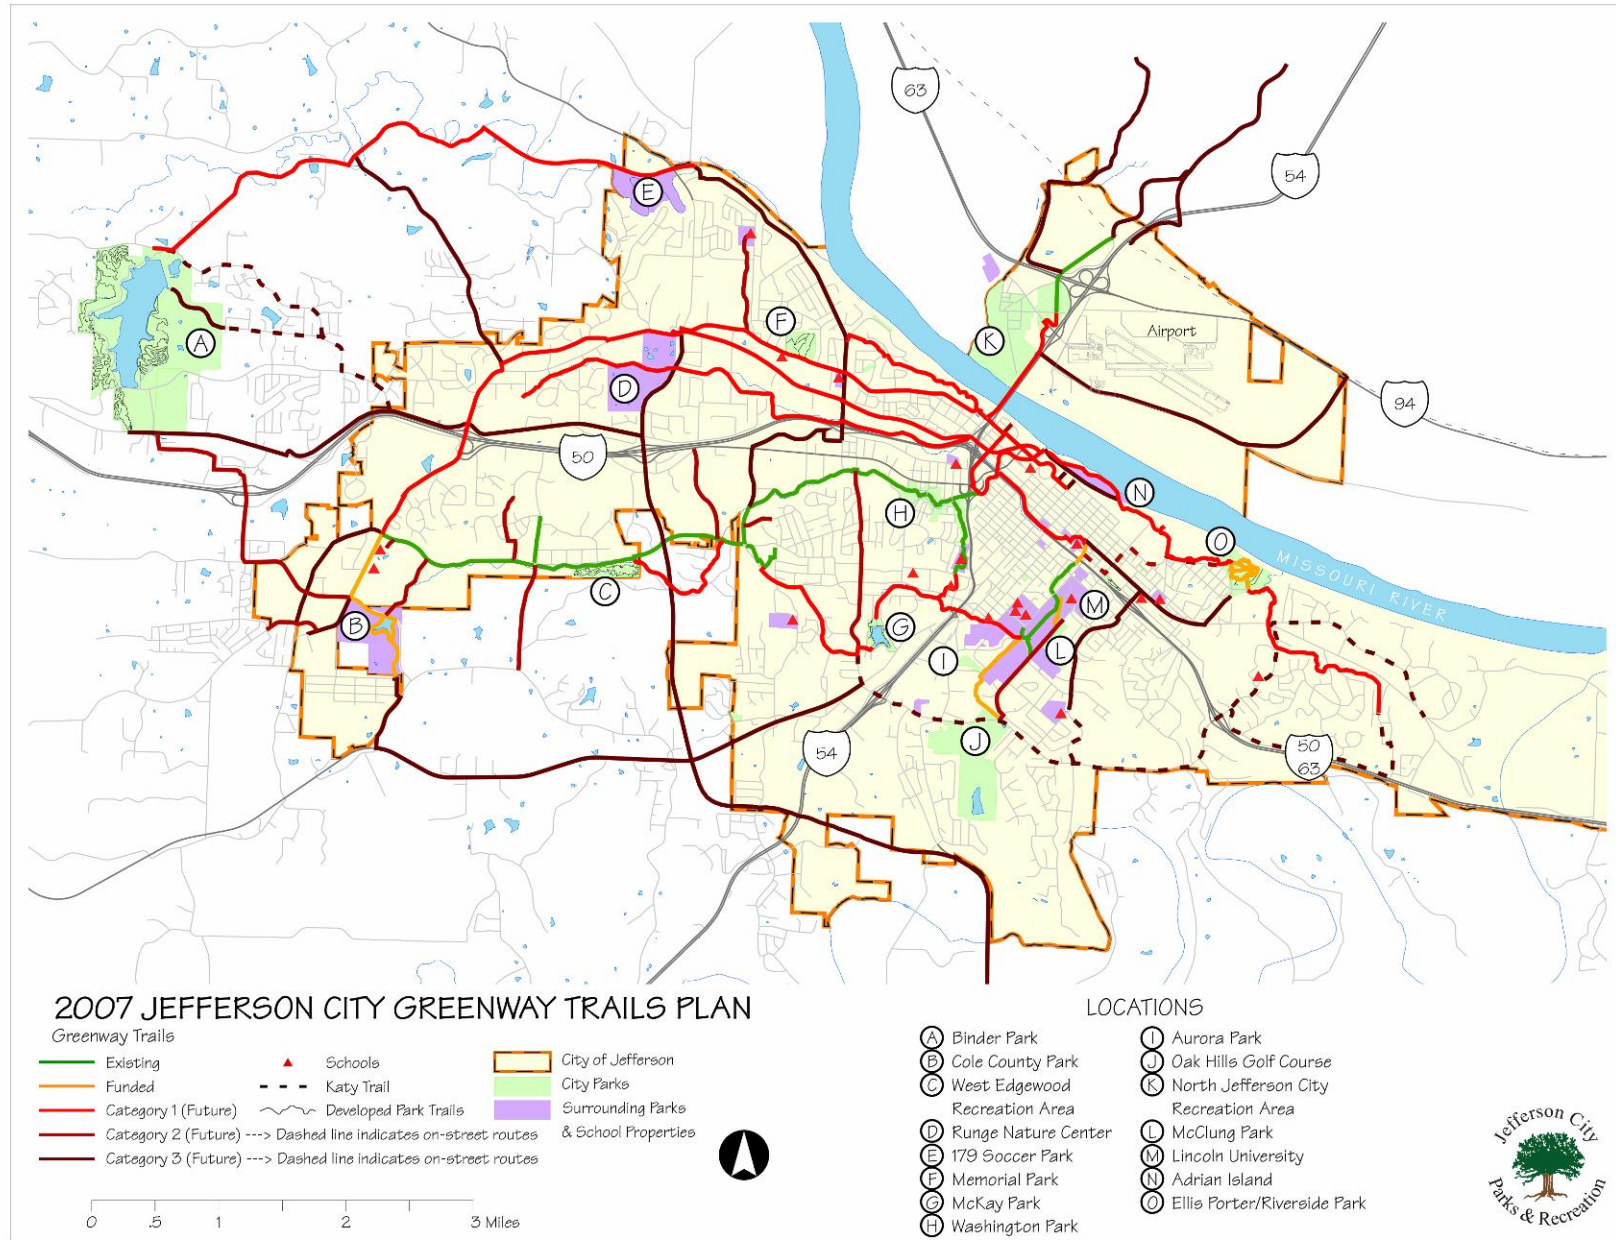 63
54
E
F
A
K
Airport
D
94
50
N
H
O
MISSOURI RIVER
C
M
B
G
L
I
J
54
50
63
2007 JEFFERSON CITY GREENWAY TRAILS PLAN
Greenway Trails
Existing
Funded
Category 1 (Future)
Category 2 (Future) ---> Dashed line indicates on-street routes
Category 3 (Future) ---> Dashed line indicates on-street routes
Schools
Katy Trail
Developed Park Trails
City of Jefferson
City Parks
Surrounding Parks
& School Properties
0 .5 1 2 3 Miles
LOCATIONS
A Binder Park
B Cole County Park
C West Edgewood
Recreation Area
D Runge Nature Center
E 179 Soccer Park
F Memorial Park
G McKay Park
H Washington Park
I Aurora Park
J Oak Hills Golf Course
K North Jefferson City
Recreation Area
L McClung Park
M Lincoln University
N Adrian Island
O Ellis Porter/Riverside Park
Jefferson City
Parks & Recreation